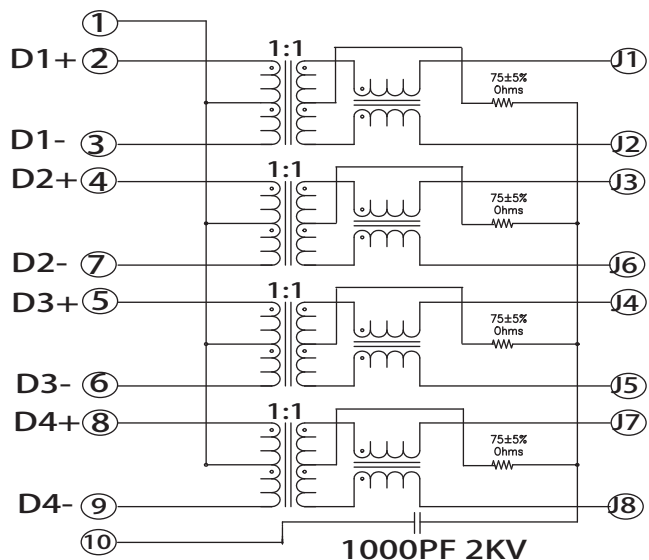 1
1:1
D1+ 2 J1
75±5%
Ohms
D1- 3 J2
1:1
D2+ 4 J3
75±5%
Ohms
D2- 7 J6
1:1
D3+ 5 J4
75±5%
Ohms
D3- 6 J5
1:1
D4+ 8 J7
75±5%
Ohms
D4- 9 J8
10
1000PF 2KV